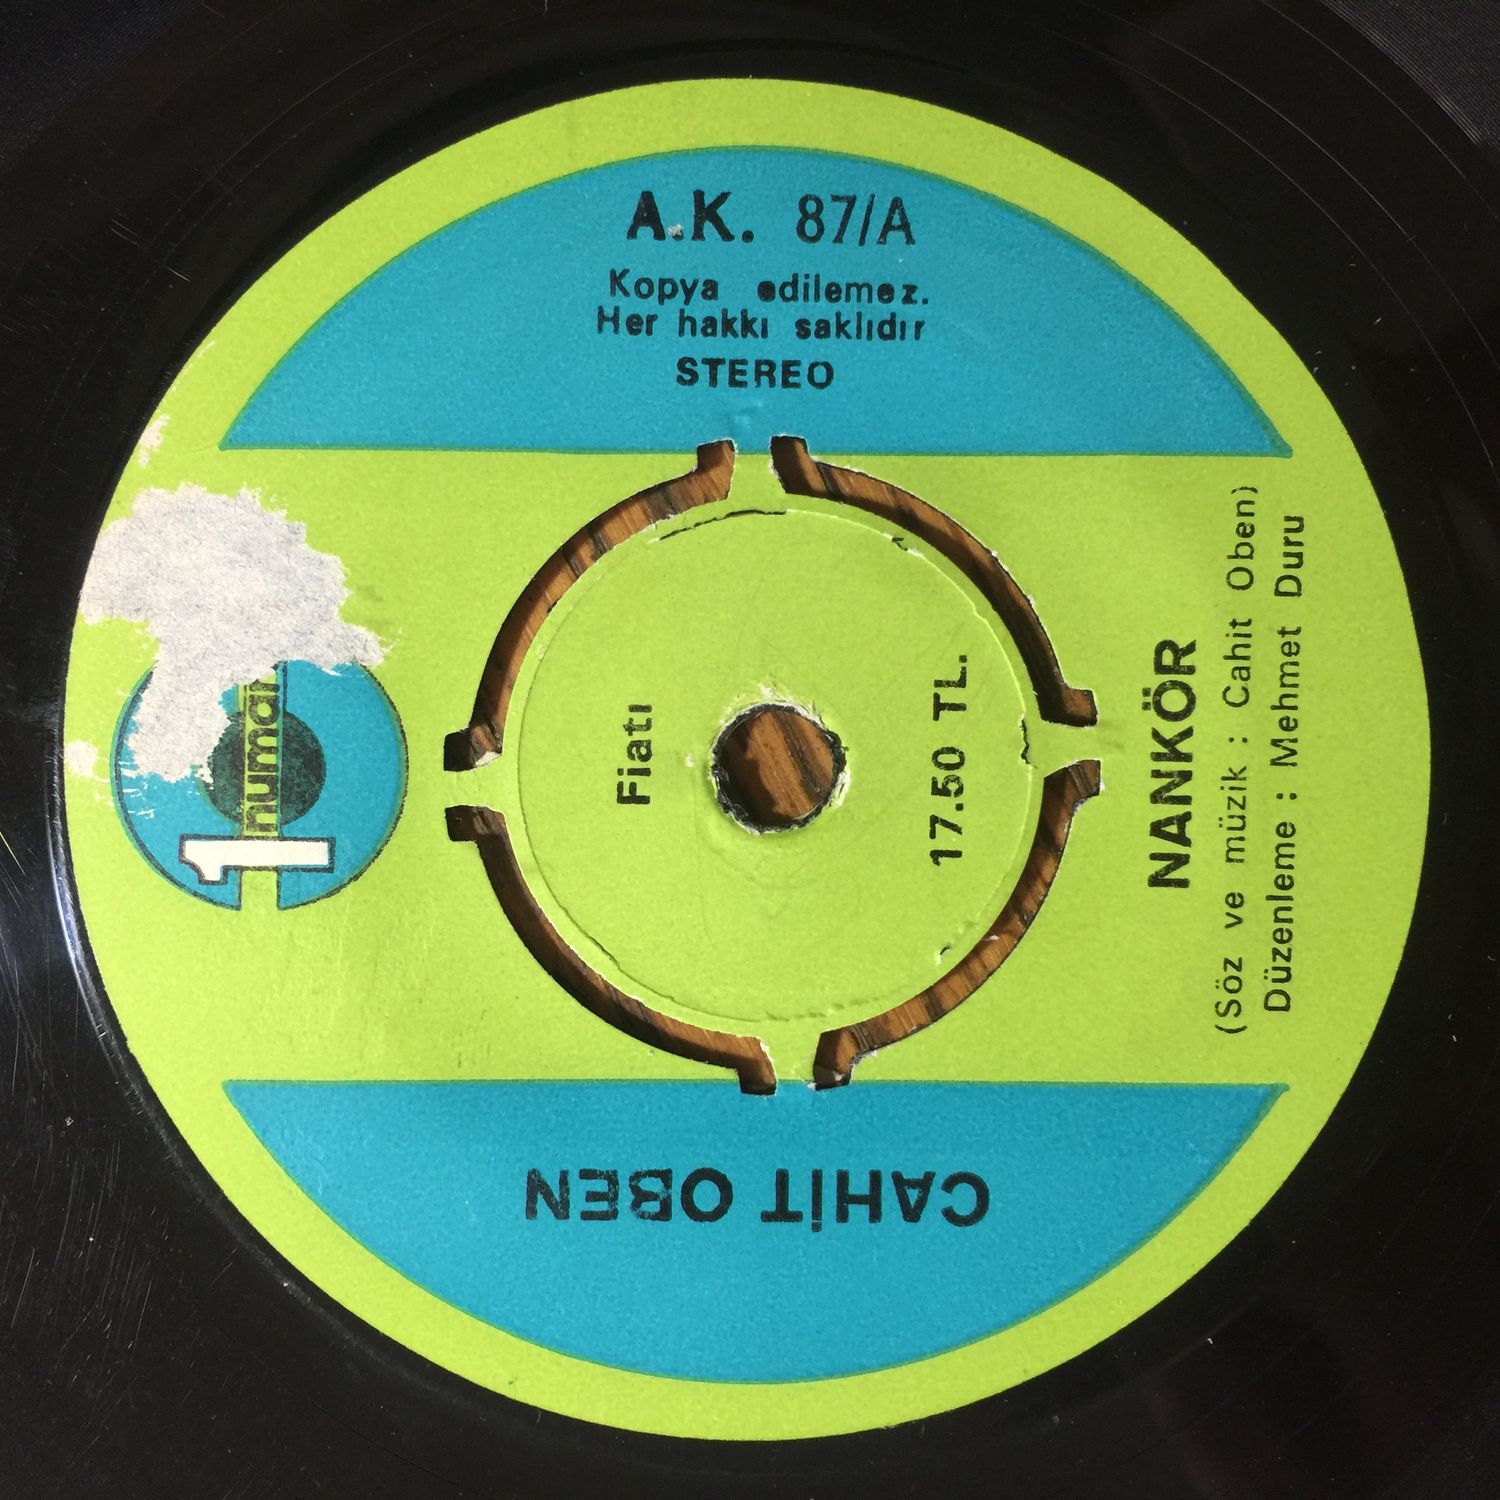 A.K. 87/A
Kopya edilemez.
Her hakkı saklıdır
STEREO
1
Fiatı
17.50 TL.
NANKÖR
(Söz ve müzik : Cahit Oben)
Düzenleme : Mehmet Duru
CAHİT OBEN